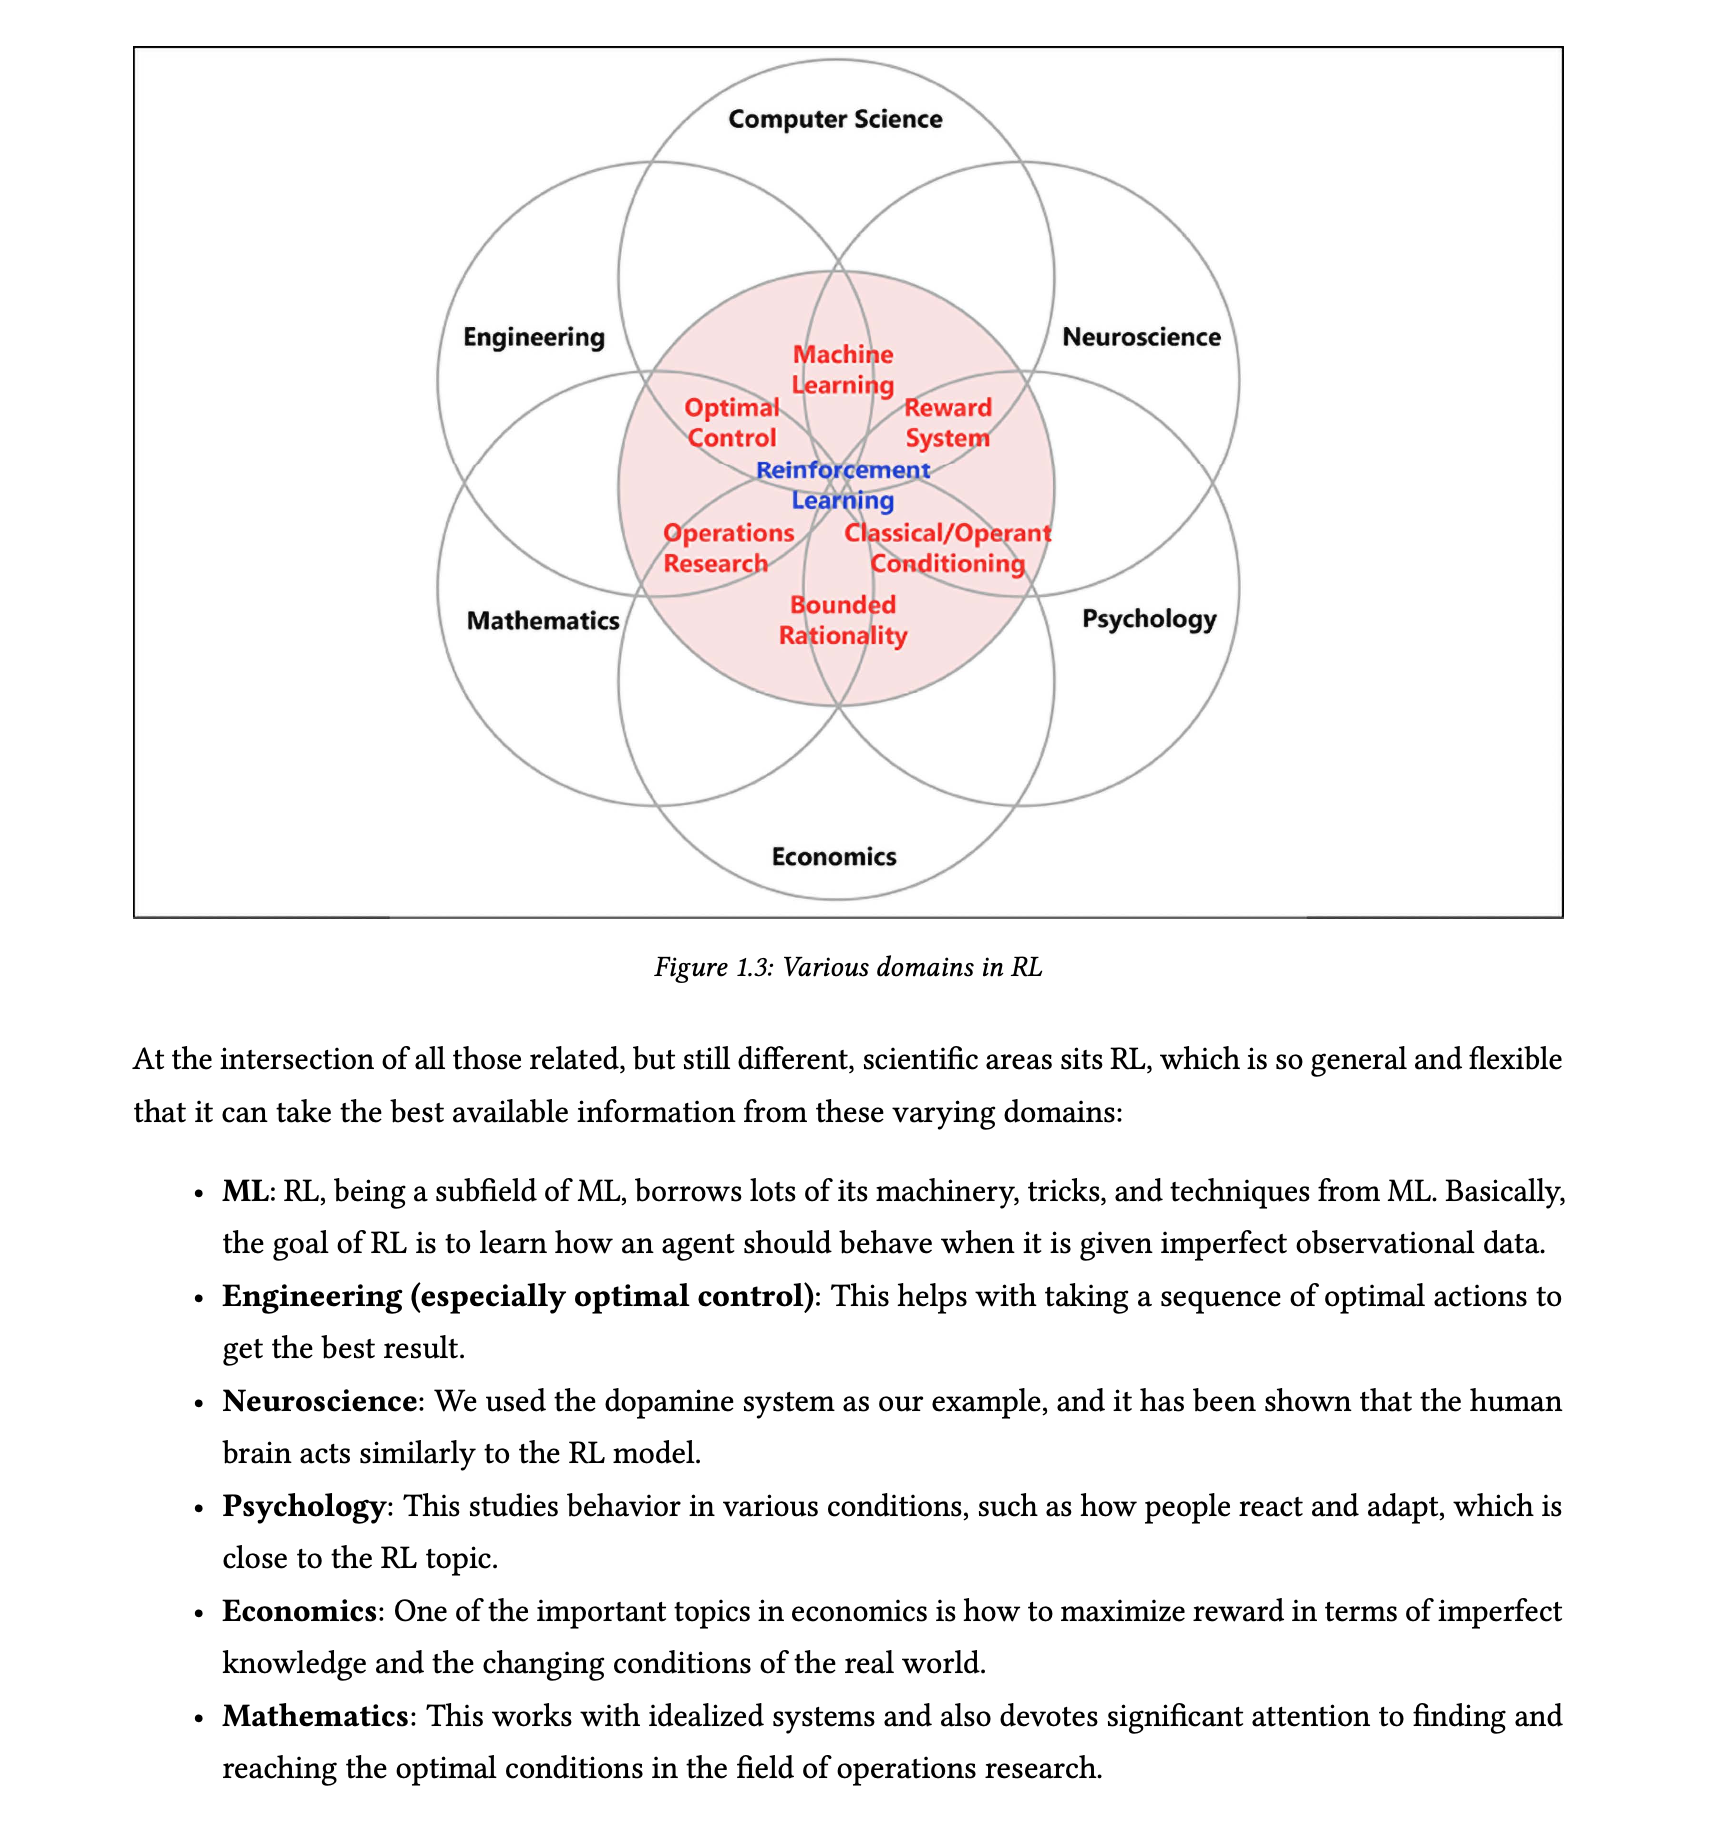 Computer Science
Engineering
Neuroscience
Machine
Learning
Optimal
Control
Reward
System
Reinforcement
Learning
Operations
Research
Classical/Operant
Conditioning
Bounded
Rationality
Mathematics
Psychology
Economics
Figure 1.3: Various domains in RL
At the intersection of all those related, but still different, scientific areas sits RL, which is so general and flexible
that it can take the best available information from these varying domains:
• ML: RL, being a subfield of ML, borrows lots of its machinery, tricks, and techniques from ML. Basically,
the goal of RL is to learn how an agent should behave when it is given imperfect observational data.
• Engineering (especially optimal control): This helps with taking a sequence of optimal actions to
get the best result.
• Neuroscience: We used the dopamine system as our example, and it has been shown that the human
brain acts similarly to the RL model.
• Psychology: This studies behavior in various conditions, such as how people react and adapt, which is
close to the RL topic.
• Economics: One of the important topics in economics is how to maximize reward in terms of imperfect
knowledge and the changing conditions of the real world.
• Mathematics: This works with idealized systems and also devotes significant attention to finding and
reaching the optimal conditions in the field of operations research.